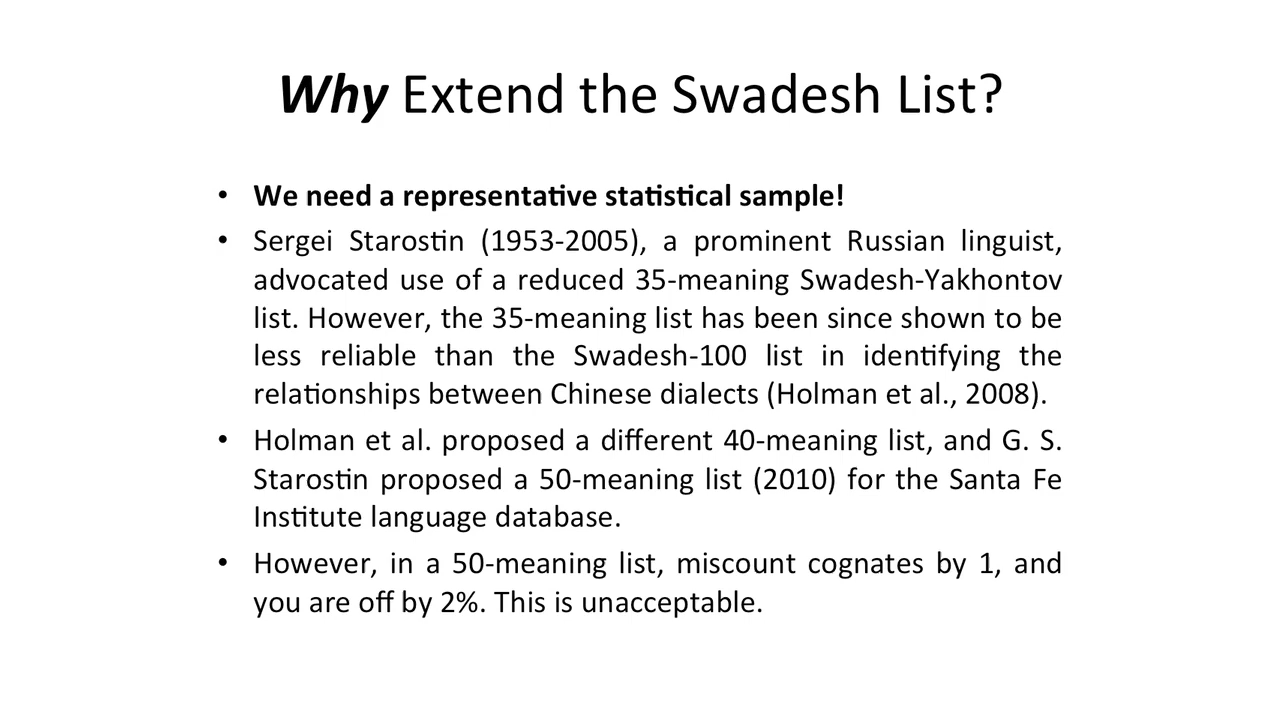 Why Extend the Swadesh List?
• We need a representative statistical sample!
• Sergei Starostin (1953-2005), a prominent Russian linguist,
advocated use of a reduced 35-meaning Swadesh-Yakhontov
list. However, the 35-meaning list has been since shown to be
less reliable than the Swadesh-100 list in identifying the
relationships between Chinese dialects (Holman et al., 2008).
• Holman et al. proposed a different 40-meaning list, and G. S.
Starostin proposed a 50-meaning list (2010) for the Santa Fe
Institute language database.
• However, in a 50-meaning list, miscount cognates by 1, and
you are off by 2%. This is unacceptable.